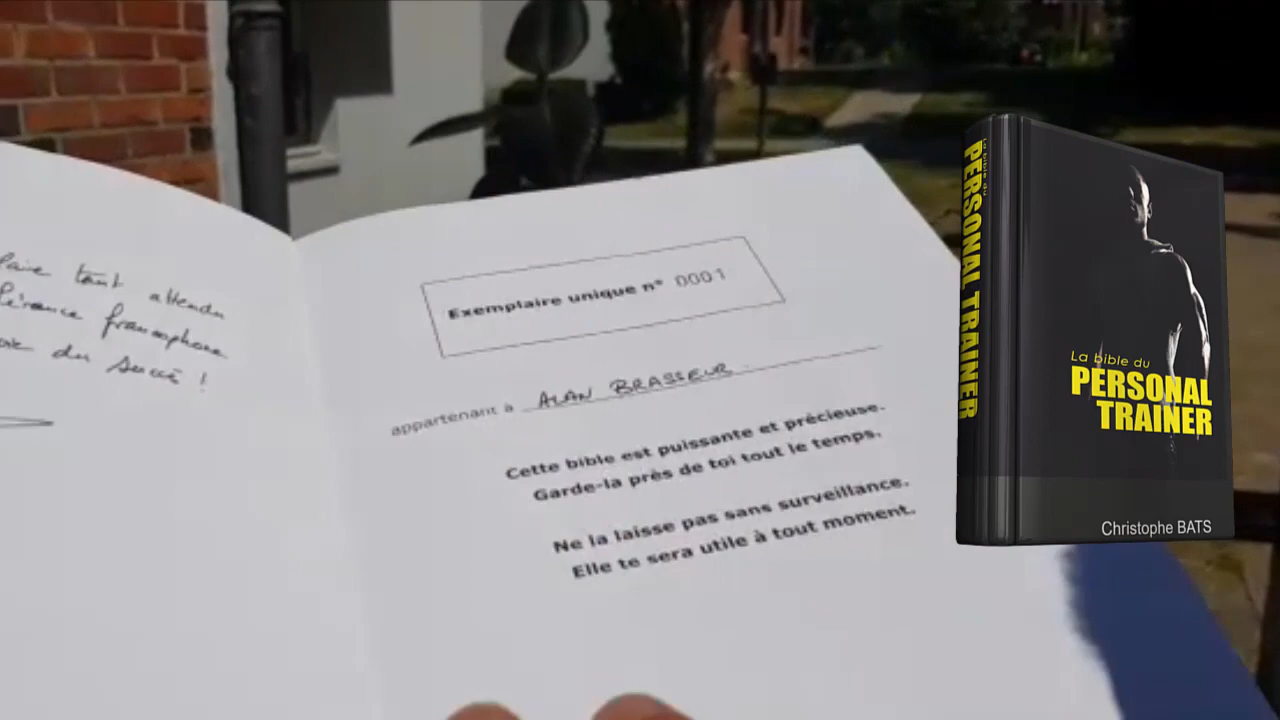 faire tant attendu
francophone
du succès !
Exemplaire unique n° 0001
appartenant à ALAN BRASSEUR
Cette bible est puissante et précieuse.
Garde-la près de toi tout le temps.
Ne la laisse pas sans surveillance.
Elle te sera utile à tout moment.
La bible du
PERSONAL TRAINER
La bible du
PERSONAL
TRAINER
Christophe BATS